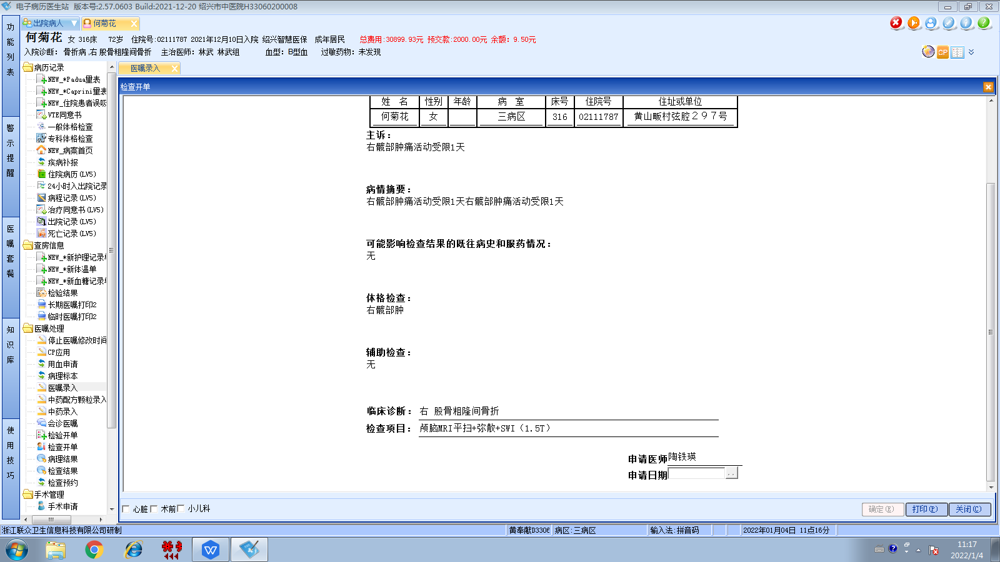 电子病历医生站 版本号:2.57.0603 Build:2021-12-20 绍兴市中医院H33060200008
功能列表
警示提醒
医嘱套餐
知识库
使用技巧
出院病人
何菊花
何菊花 女 316床 72岁 住院号:02111787 2021年12月10日入院 绍兴智慧医保 成年居民 总费用:30899.93元 预交款:2000.00元 余额: 9.50元
入院诊断: 骨折病 ,右 股骨粗隆间骨折 主治医师: 林武 林武组 血型: B型血 过敏药物: 未发现
CP
病历记录
NEW_*Padua量表
NEW_*Caprini量表
NEW_住院患者误吸
VTE同意书
一般体格检查
专科体格检查
NEW_病案首页
疾病补报
住院病历(LV5)
24小时入出院记录
病程记录(LV5)
治疗同意书(LV5)
出院记录(LV5)
死亡记录(LV5)
查房信息
NEW_*新护理记录单
NEW_*新体温单
NEW_*新血糖记录单
检验结果
长期医嘱打印2
临时医嘱打印2
医嘱处理
停止医嘱修改时间
CP应用
用血申请
病理标本
医嘱录入
中药配方颗粒录入
中药录入
会诊医嘱
检验开单
检查开单
病理结果
检查结果
检查预约
手术管理
手术申请
医嘱录入
检查开单
姓 名 性别 年龄 病 室 床号 住院号 住址或单位
何菊花 女 三病区 316 02111787 黄山畈村弦腔２９７号
主诉：
右髋部肿痛活动受限1天
病情摘要：
右髋部肿痛活动受限1天右髋部肿痛活动受限1天
可能影响检查结果的既往病史和服药情况：
无
体格检查：
右髋部肿
辅助检查：
无
临床诊断： 右 股骨粗隆间骨折
检查项目： 颅脑MRI平扫+弥散+SWI（1.5T）
申请医师陶铁瑛
申请日期 ..
心脏 术前 小儿科
确定(E) 打印(P) 关闭(C)
浙江联众卫生信息科技有限公司研制 黄奉献D3306 病区:三病区 输入法:拼音码 2022年01月04日 11点16分
11:17
2022/1/4